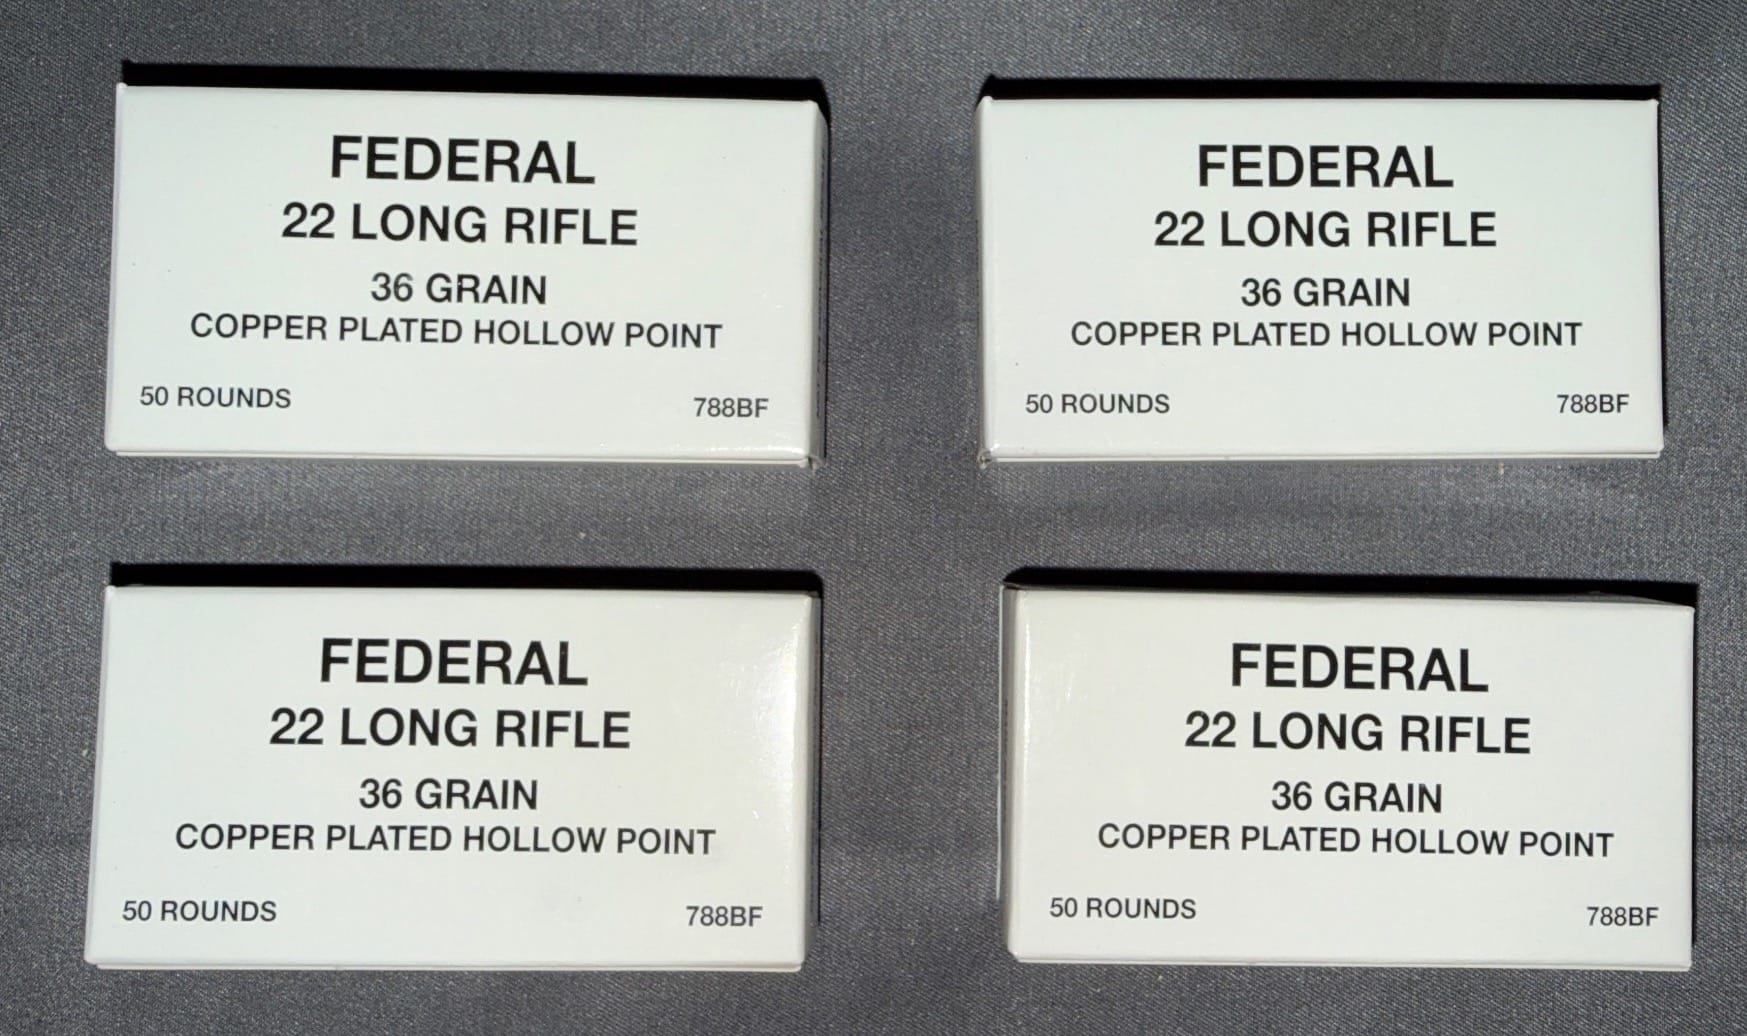 FEDERAL
22 LONG RIFLE
36 GRAIN
COPPER PLATED HOLLOW POINT
50 ROUNDS 788BF
FEDERAL
22 LONG RIFLE
36 GRAIN
COPPER PLATED HOLLOW POINT
50 ROUNDS 788BF
FEDERAL
22 LONG RIFLE
36 GRAIN
COPPER PLATED HOLLOW POINT
50 ROUNDS 788BF
FEDERAL
22 LONG RIFLE
36 GRAIN
COPPER PLATED HOLLOW POINT
50 ROUNDS 788BF